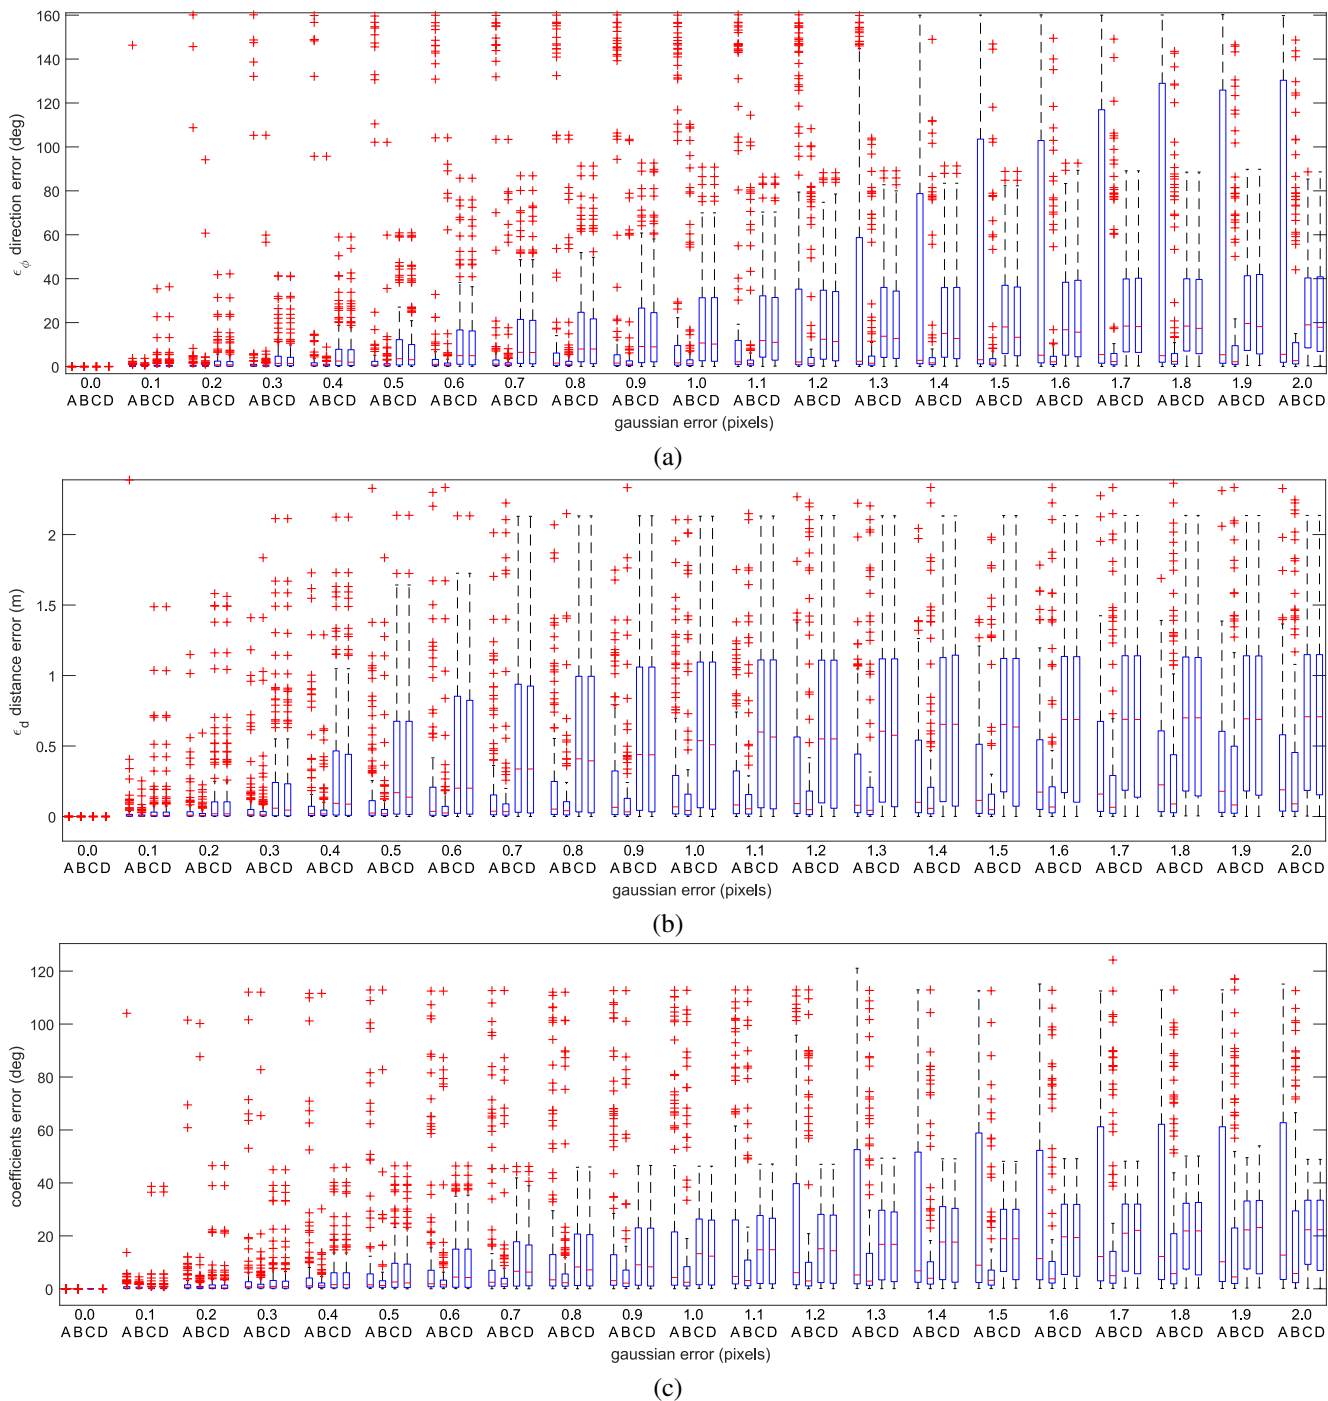 160
140
120
100
80
60
40
20
0
ϵϕ direction error (deg)
0.0 0.1 0.2 0.3 0.4 0.5 0.6 0.7 0.8 0.9 1.0 1.1 1.2 1.3 1.4 1.5 1.6 1.7 1.8 1.9 2.0
ABCD ABCD ABCD ABCD ABCD ABCD ABCD ABCD ABCD ABCD ABCD ABCD ABCD ABCD ABCD ABCD ABCD ABCD ABCD ABCD ABCD
gaussian error (pixels)
(a)
2
1.5
1
0.5
0
ϵd distance error (m)
0.0 0.1 0.2 0.3 0.4 0.5 0.6 0.7 0.8 0.9 1.0 1.1 1.2 1.3 1.4 1.5 1.6 1.7 1.8 1.9 2.0
ABCD ABCD ABCD ABCD ABCD ABCD ABCD ABCD ABCD ABCD ABCD ABCD ABCD ABCD ABCD ABCD ABCD ABCD ABCD ABCD ABCD
gaussian error (pixels)
(b)
120
100
80
60
40
20
0
coefficients error (deg)
0.0 0.1 0.2 0.3 0.4 0.5 0.6 0.7 0.8 0.9 1.0 1.1 1.2 1.3 1.4 1.5 1.6 1.7 1.8 1.9 2.0
ABCD ABCD ABCD ABCD ABCD ABCD ABCD ABCD ABCD ABCD ABCD ABCD ABCD ABCD ABCD ABCD ABCD ABCD ABCD ABCD ABCD
gaussian error (pixels)
(c)